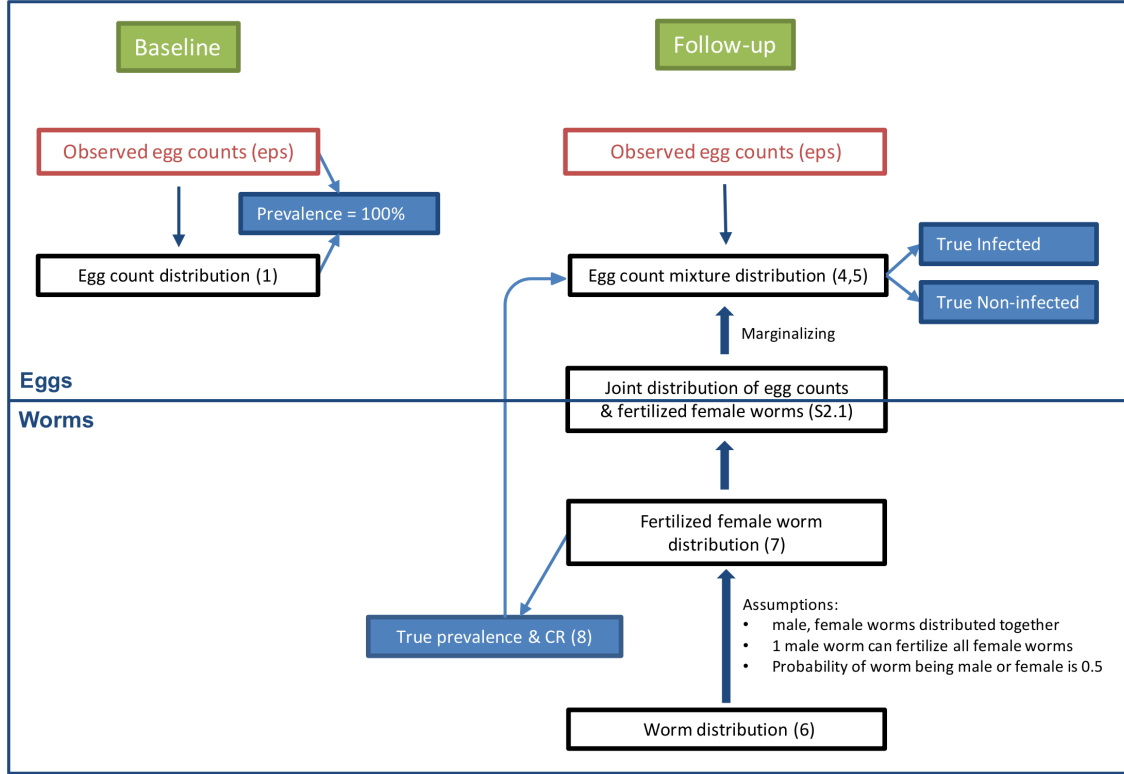 Baseline
Follow-up
Observed egg counts (eps)
Observed egg counts (eps)
Prevalence = 100%
True Infected
Egg count distribution (1)
Egg count mixture distribution (4,5)
True Non-infected
Marginalizing
Eggs
Joint distribution of egg counts
& fertilized female worms (S2.1)
Worms
Fertilized female worm
distribution (7)
Assumptions:
• male, female worms distributed together
• 1 male worm can fertilize all female worms
• Probability of worm being male or female is 0.5
True prevalence & CR (8)
Worm distribution (6)